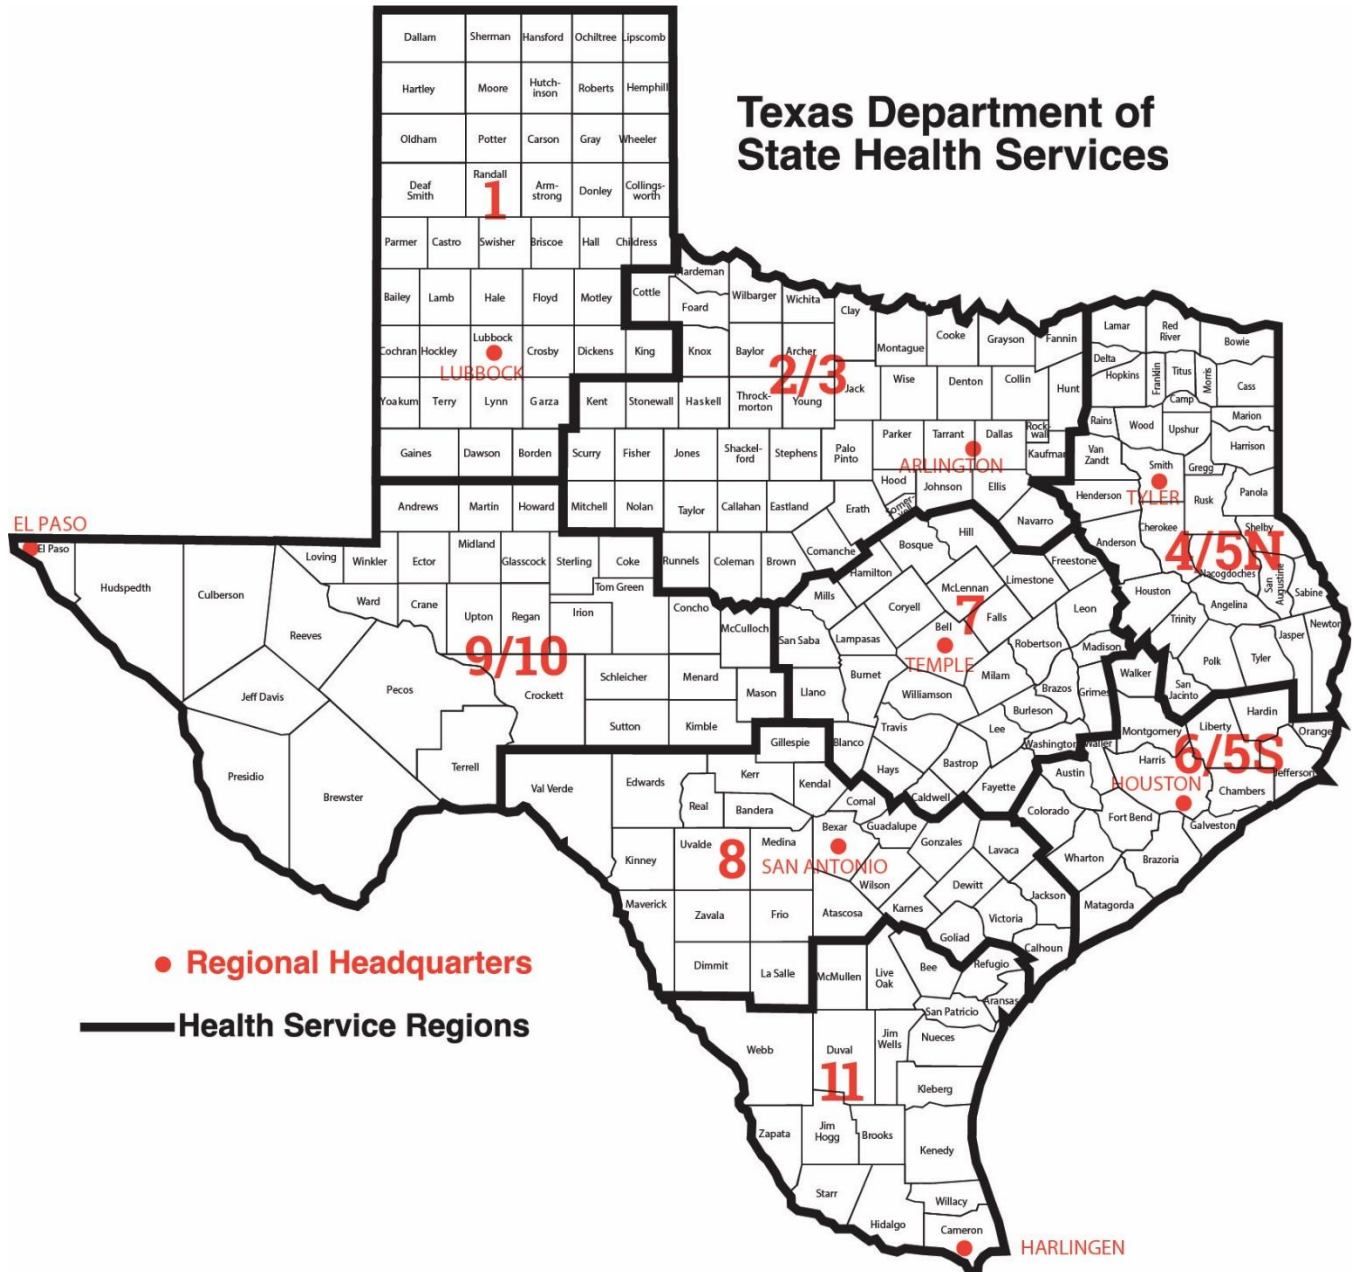 Texas Department of
State Health Services
Dallam Sherman Hansford Ochiltree Lipscomb
Hartley Moore Hutch-
inson Roberts Hemphill
Oldham Potter Carson Gray Wheeler
Deaf
Smith Randall Arm-
strong Donley Collings-
worth
1
Parmer Castro Swisher Briscoe Hall Childress
Bailey Lamb Hale Floyd Motley Cottle Hardeman Foard Wilbarger Wichita Clay
Cochran Hockley Lubbock Crosby Dickens King Knox Baylor Archer Montague Cooke Grayson Fannin Lamar Red
River Bowie
LUBBOCK
2/3
Yoakum Terry Lynn Garza Kent Stonewall Haskell Throck-
morton Young Jack Wise Denton Collin Hunt Delta Hopkins Franklin Titus Camp Morris Cass
Gaines Dawson Borden Scurry Fisher Jones Shackel-
ford Stephens Palo
Pinto Parker Tarrant Dallas Rock-
wall Kaufman Rains Wood Upshur Marion Harrison
ARLINGTON
Van
Zandt Smith Gregg
TYLER
Andrews Martin Howard Mitchell Nolan Taylor Callahan Eastland Erath Hood Somer-
vell Johnson Ellis Navarro Henderson Rusk Panola
EL PASO
El Paso Hudspeth Culberson Loving Winkler Ector Midland Glasscock Sterling Coke Runnels Coleman Brown Comanche Hamilton Bosque Hill Freestone Anderson Cherokee Shelby
4/5N
Nacogdoches San
Augustine Sabine
Reeves Ward Crane Upton Regan Irion Tom Green Concho McCulloch San Saba Mills Lampasas Coryell McLennan Limestone Falls Leon Houston Angelina Trinity Newton
9/10
7
Bell
TEMPLE
Jeff Davis Pecos Crockett Schleicher Menard Mason Llano Burnet Williamson Milam Robertson Madison Brazos Grimes Walker San
Jacinto Polk Tyler Jasper
Presidio Brewster Terrell Sutton Kimble Gillespie Blanco Travis Lee Burleson Washington Waller Montgomery Liberty Hardin Orange
6/5S
Val Verde Edwards Kerr Real Bandera Kendal Comal Hays Caldwell Bastrop Fayette Austin Colorado Harris Chambers Jefferson
HOUSTON
Kinney Uvalde Medina Bexar Guadalupe Gonzales Lavaca Fort Bend Galveston Wharton Brazoria
8
SAN ANTONIO
Maverick Zavala Frio Atascosa Wilson Karnes Dewitt Victoria Jackson Matagorda
Goliad Calhoun
Dimmit La Salle McMullen Live
Oak Bee Refugio Aransas San Patricio
Webb Duval Jim
Wells Nueces
11
Kleberg
Zapata Jim
Hogg Brooks Kenedy
Starr Hidalgo Willacy
Cameron
HARLINGEN
Regional Headquarters
Health Service Regions